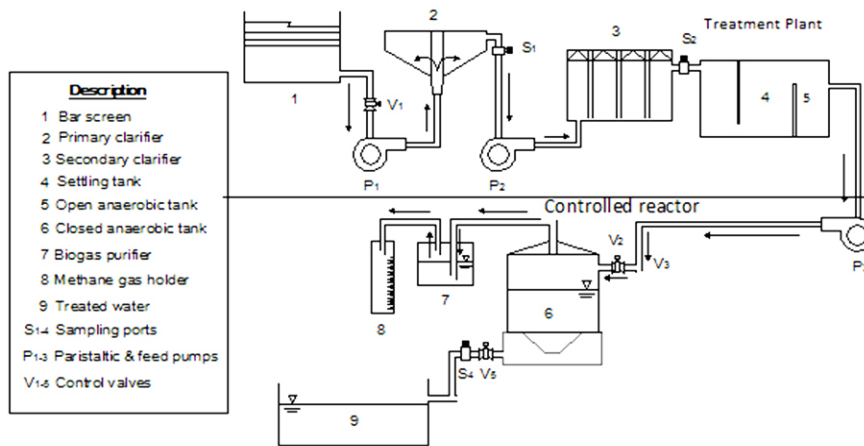 Treatment Plant
1
2
3
4
5
V1
P1
S1
P2
S2
Description
1 Bar screen
2 Primary clarifier
3 Secondary clarifier
4 Settling tank
5 Open anaerobic tank
6 Closed anaerobic tank
7 Biogas purifier
8 Methane gas holder
9 Treated water
S1-4 Sampling ports
P1-3 Paristaltic & feed pumps
V1-5 Control valves
Controlled reactor
V2
V3
6
7
8
S4
V5
9